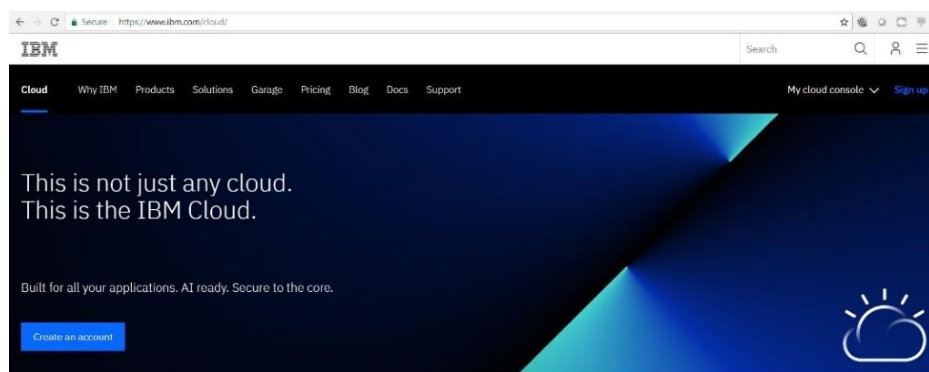 Secure https://www.ibm.com/cloud/
IBM
Search
Cloud Why IBM Products Solutions Garage Pricing Blog Docs Support My cloud console Sign up
This is not just any cloud.
This is the IBM Cloud.
Built for all your applications. AI ready. Secure to the core.
Create an account